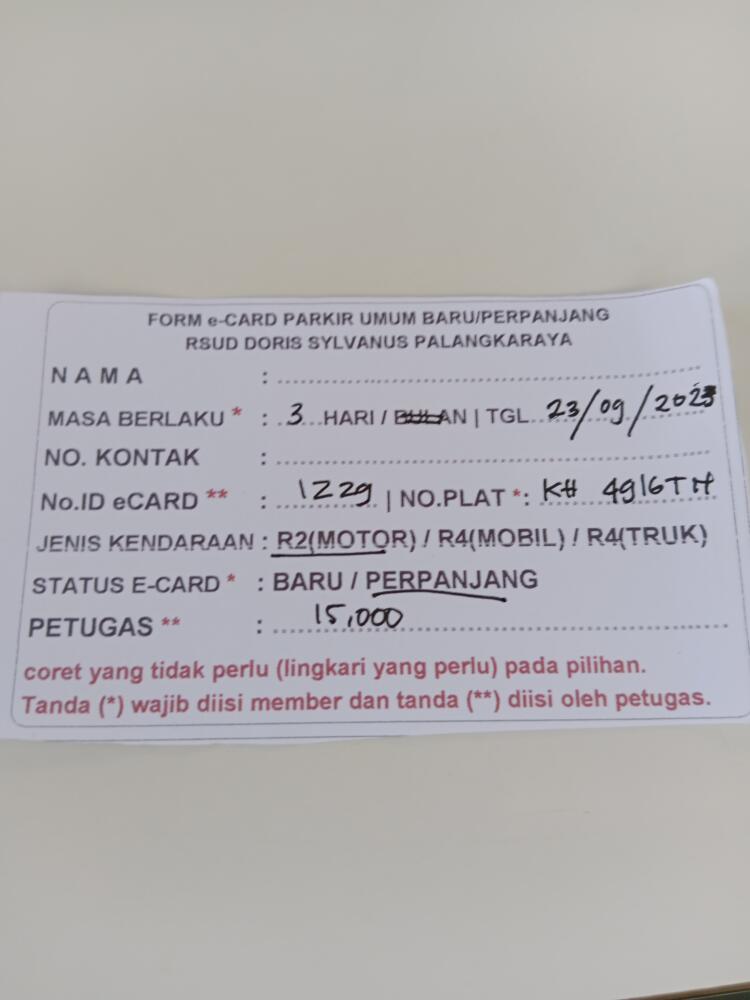 FORM e-CARD PARKIR UMUM BARU/PERPANJANG
RSUD DORIS SYLVANUS PALANGKARAYA
NAMA :
MASA BERLAKU * : 3 HARI / BULAN | TGL 23/09/2025
NO. KONTAK :
No.ID eCARD ** : 1229 | NO.PLAT *: KH 4916TH
JENIS KENDARAAN : R2(MOTOR) / R4(MOBIL) / R4(TRUK)
STATUS E-CARD * : BARU / PERPANJANG
PETUGAS ** : 15,000
coret yang tidak perlu (lingkari yang perlu) pada pilihan.
Tanda (*) wajib diisi member dan tanda (**) diisi oleh petugas.